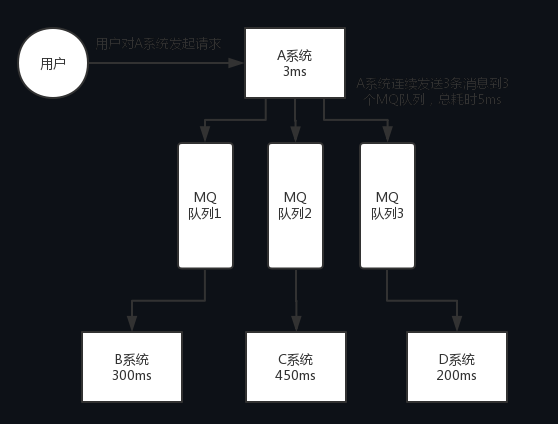 用户对A系统发起请求
用户
A系统
3ms
A系统连续发送3条消息到3
个MQ队列，总耗时5ms
MQ
队列1
MQ
队列2
MQ
队列3
B系统
300ms
C系统
450ms
D系统
200ms